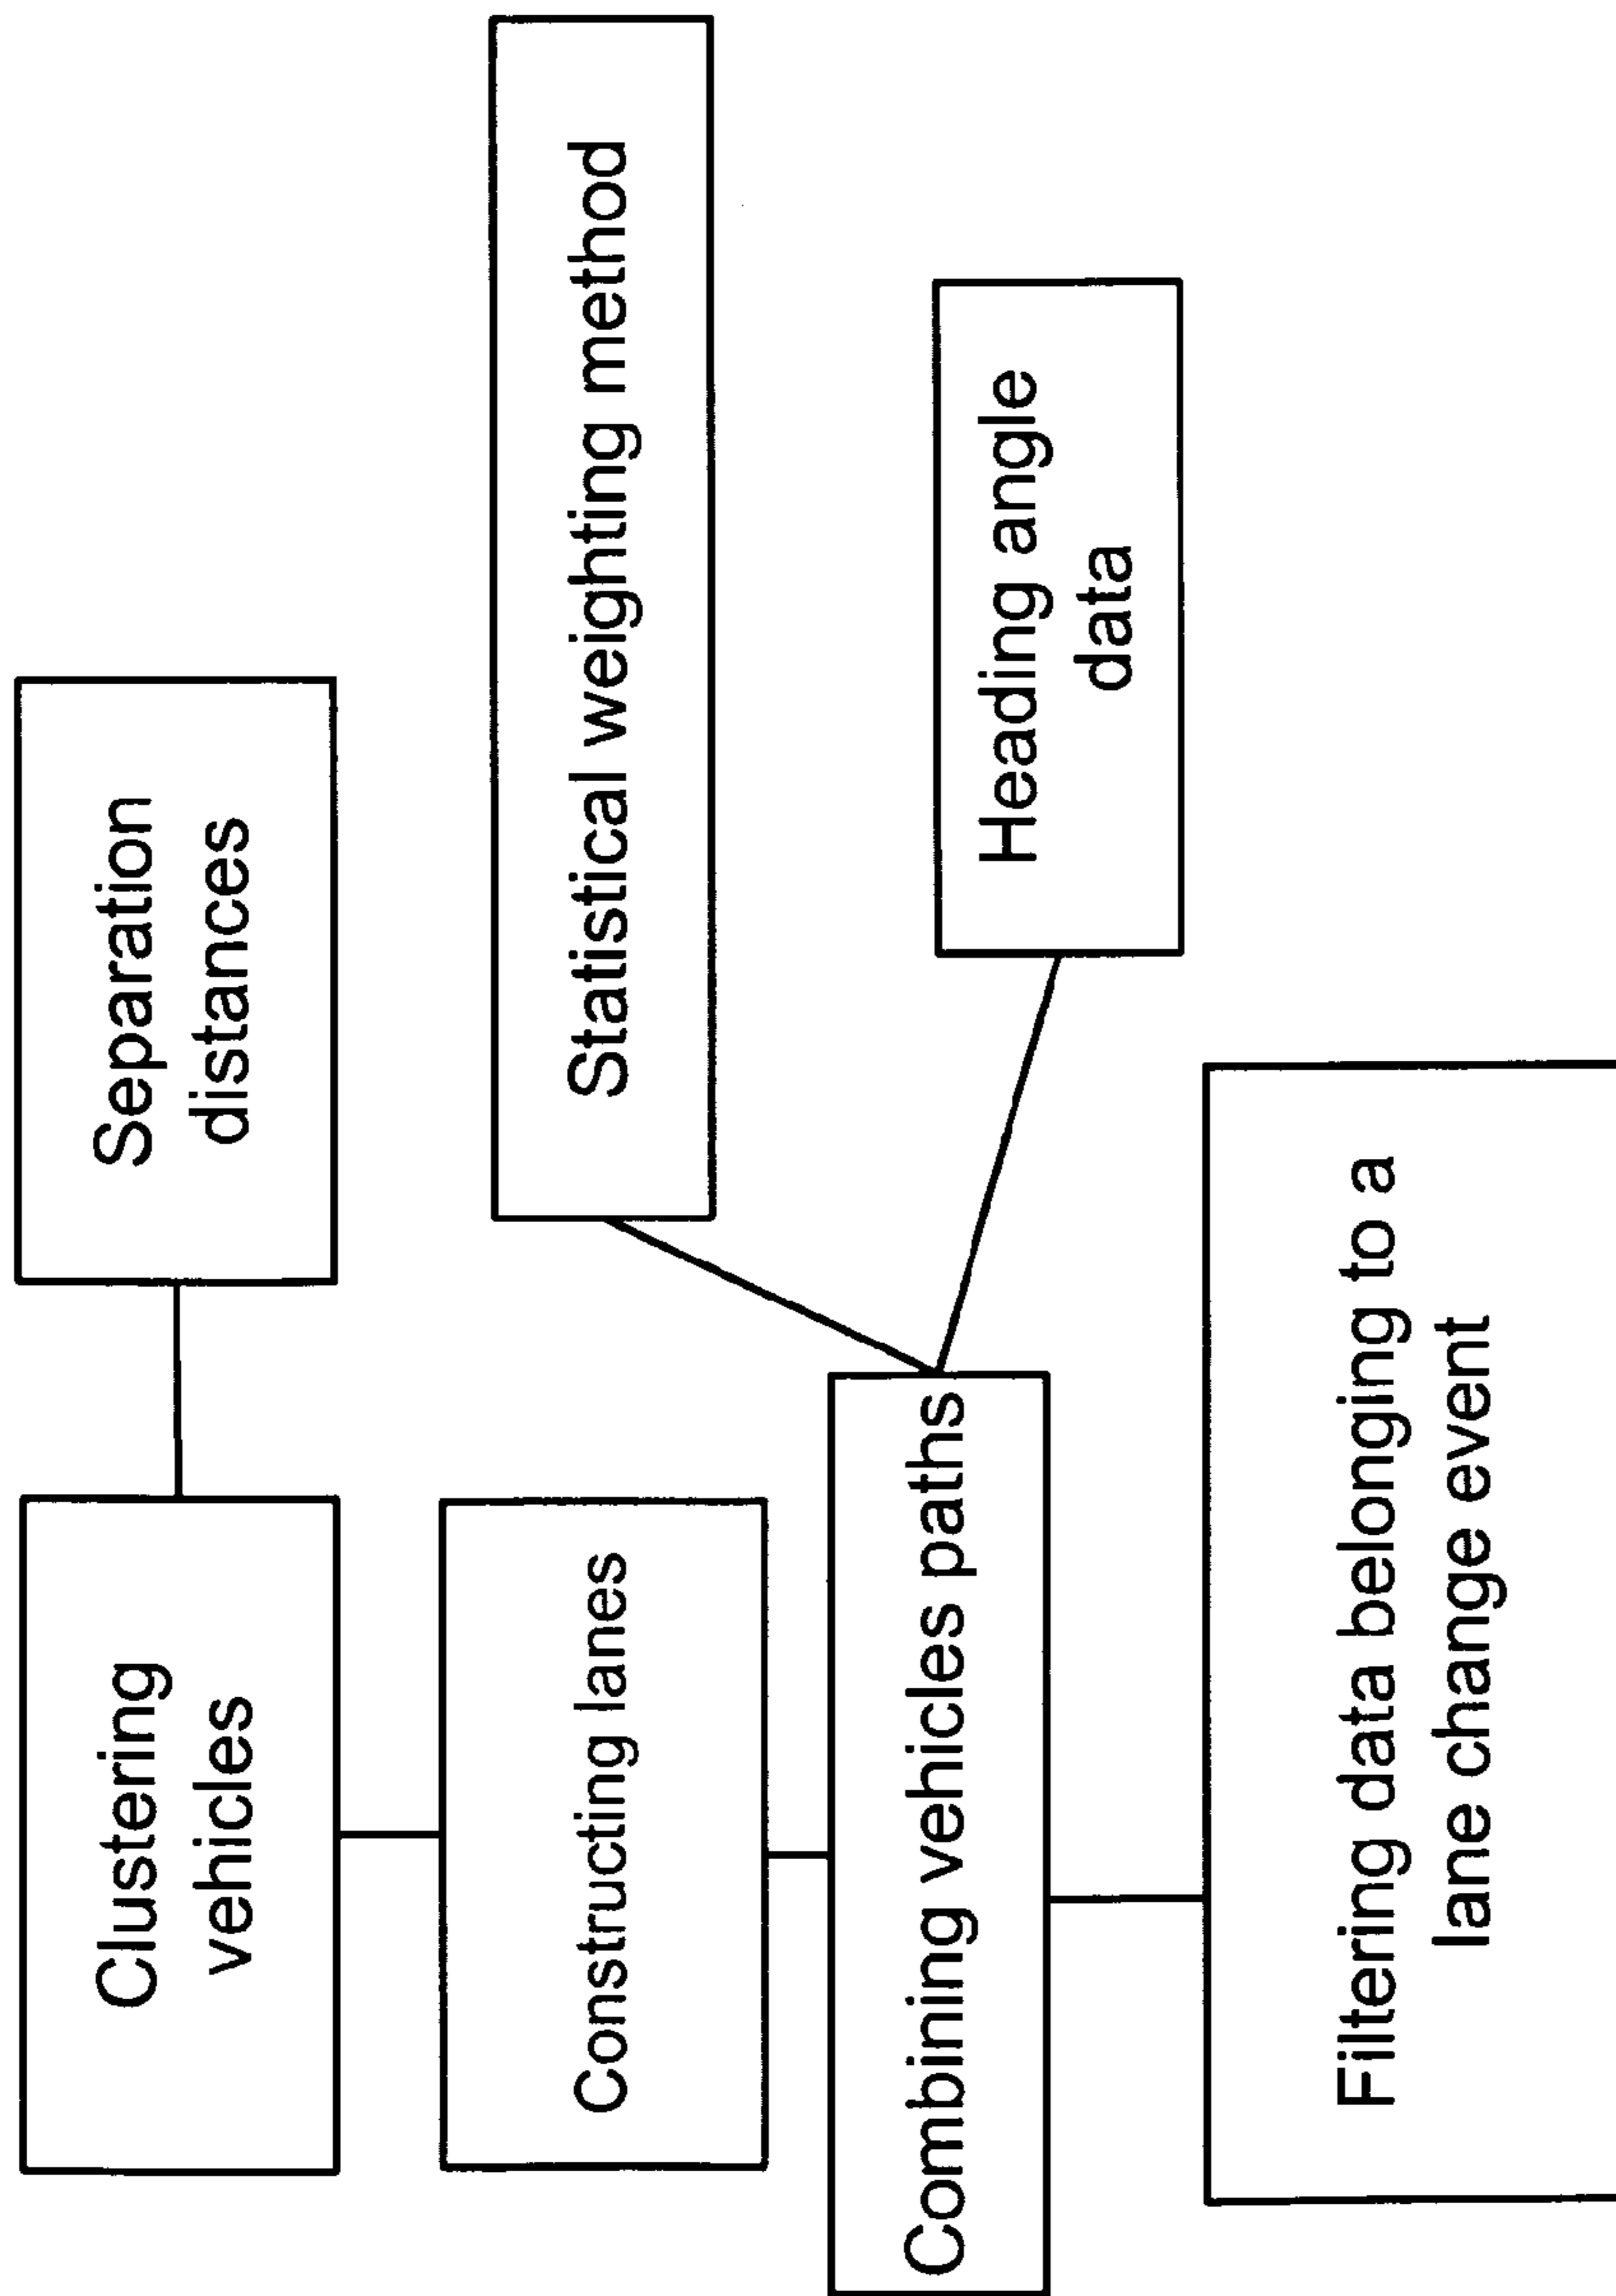 Clustering
vehicles
Separation
distances
Constructing lanes
Statistical weighting method
Combining vehicles paths
Heading angle
data
Filtering data belonging to a
lane change event